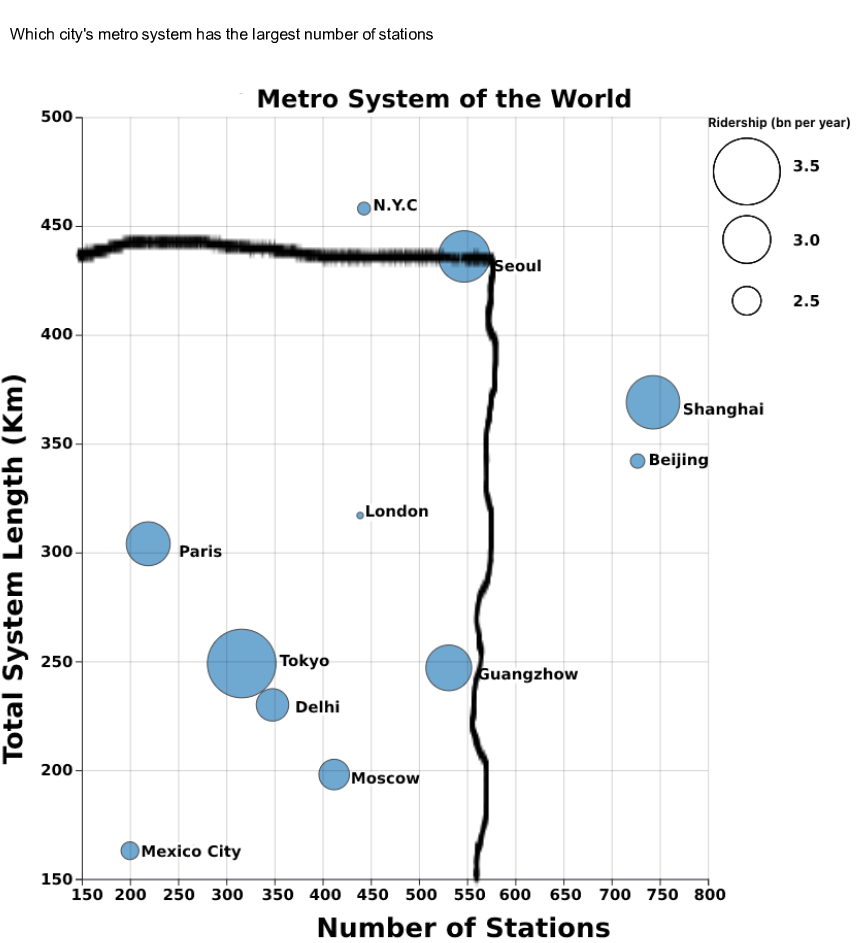 Which city's metro system has the largest number of stations
Metro System of the World
Ridership (bn per year)
3.5
3.0
2.5
500
450
400
350
300
250
200
150
Total System Length (Km)
N.Y.C
Seoul
Shanghai
Beijing
London
Paris
Tokyo
Guangzhow
Delhi
Moscow
Mexico City
150 200 250 300 350 400 450 500 550 600 650 700 750 800
Number of Stations